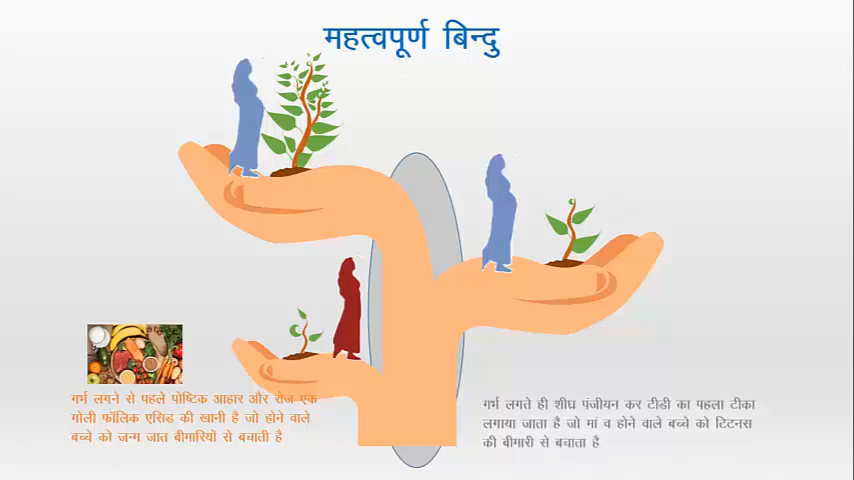 महत्वपूर्ण बिन्दु
गर्भ लगने से पहले पोष्टिक आहार और रोज एक
गोली फॉलिक एसिड की खानी है जो होने वाले
बच्चे को जन्म जात बीमारियों से बचाती है
गर्भ लगते ही शीघ्र पंजीयन कर टीडी का पहला टीका
लगाया जाता है जो मां व होने वाले बच्चे को टिटनस
की बीमारी से बचाता है